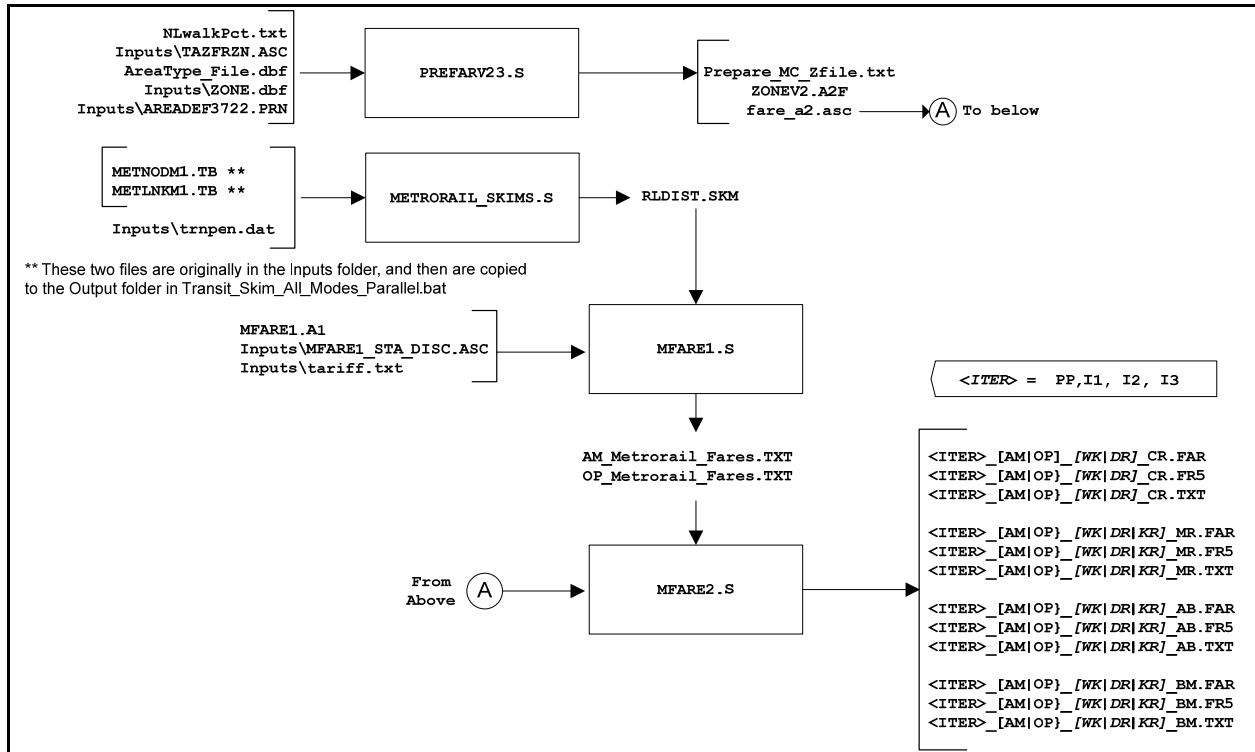 NLwalkPct.txt
Inputs\TAZFRZN.ASC
AreaType_File.dbf
Inputs\ZONE.dbf
Inputs\AREADEF3722.PRN
PREFARV23.S
Prepare_MC_Zfile.txt
ZONEV2.A2F
fare_a2.asc
A To below
METNODM1.TB **
METLNKM1.TB **
Inputs\trnpen.dat
METRORAIL_SKIMS.S
RLDIST.SKM
** These two files are originally in the Inputs folder, and then are copied
to the Output folder in Transit_Skim_All_Modes_Parallel.bat
MFARE1.A1
Inputs\MFARE1_STA_DISC.ASC
Inputs\tariff.txt
MFARE1.S
<ITER> = PP,I1, I2, I3
AM_Metrorail_Fares.TXT
OP_Metrorail_Fares.TXT
From
Above
A
MFARE2.S
<ITER>_[AM|OP]_[WK|DR]_CR.FAR
<ITER>_[AM|OP}_[WK|DR]_CR.FR5
<ITER>_[AM|OP}_[WK|DR]_CR.TXT
<ITER>_[AM|OP}_[WK|DR|KR]_MR.FAR
<ITER>_[AM|OP}_[WK|DR|KR]_MR.FR5
<ITER>_[AM|OP}_[WK|DR|KR]_MR.TXT
<ITER>_[AM|OP}_[WK|DR|KR]_AB.FAR
<ITER>_[AM|OP}_[WK|DR|KR]_AB.FR5
<ITER>_[AM|OP}_[WK|DR|KR]_AB.TXT
<ITER>_[AM|OP}_[WK|DR|KR]_BM.FAR
<ITER>_[AM|OP}_[WK|DR|KR]_BM.FR5
<ITER>_[AM|OP}_[WK|DR|KR]_BM.TXT